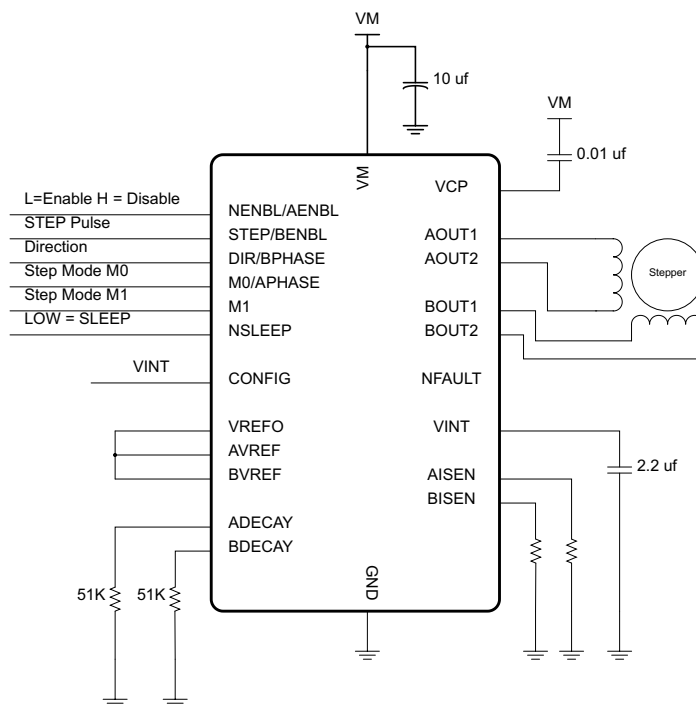 VM
10 uf
VM
0.01 uf
VM
VCP
L=Enable H = Disable
NENBL/AENBL
STEP Pulse
STEP/BENBL
AOUT1
Direction
DIR/BPHASE
AOUT2
Stepper
Step Mode M0
M0/APHASE
Step Mode M1
M1
BOUT1
LOW = SLEEP
NSLEEP
BOUT2
VINT
CONFIG
NFAULT
VREFO
VINT
AVREF
2.2 uf
BVREF
AISEN
BISEN
ADECAY
BDECAY
GND
51K
51K